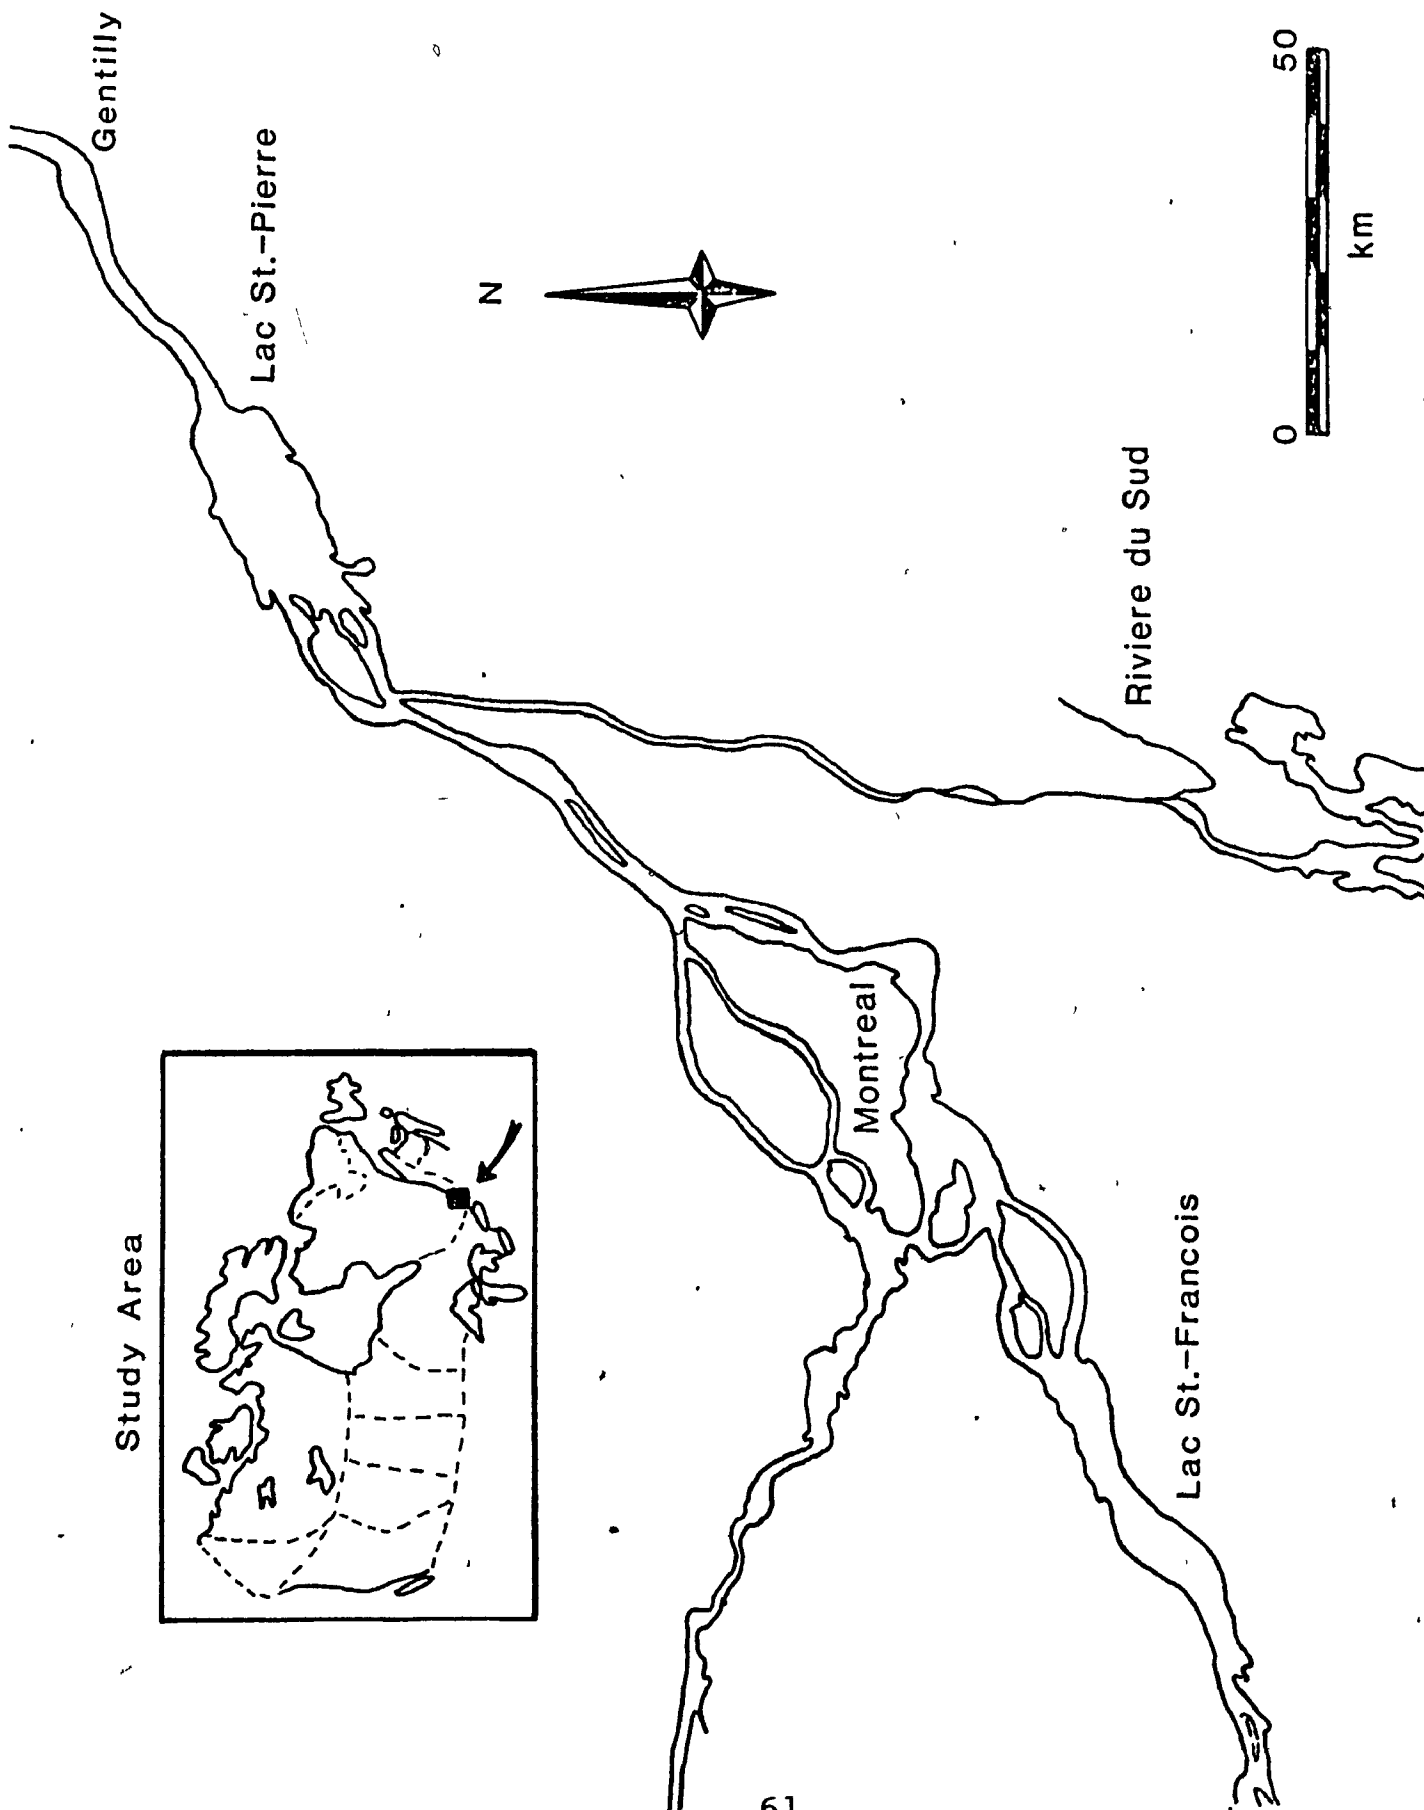 Study Area
Gentilly
Lac St.-Pierre
N
Riviere du Sud
Montreal
Lac St.-Francois
0
50
km
61